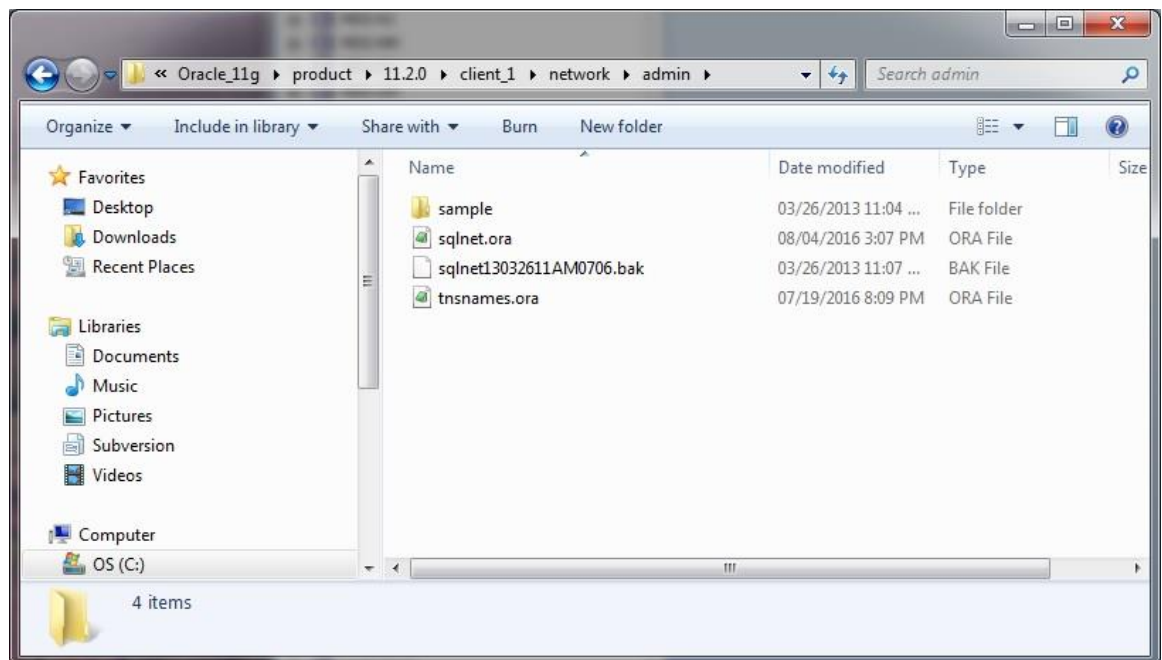 « Oracle_11g ▸ product ▸ 11.2.0 ▸ client_1 ▸ network ▸ admin ▸ Search admin
Organize Include in library Share with Burn New folder
Favorites
Desktop
Downloads
Recent Places
Libraries
Documents
Music
Pictures
Subversion
Videos
Computer
OS (C:)
Name Date modified Type Size
sample 03/26/2013 11:04 ... File folder
sqlnet.ora 08/04/2016 3:07 PM ORA File
sqlnet13032611AM0706.bak 03/26/2013 11:07 ... BAK File
tnsnames.ora 07/19/2016 8:09 PM ORA File
4 items